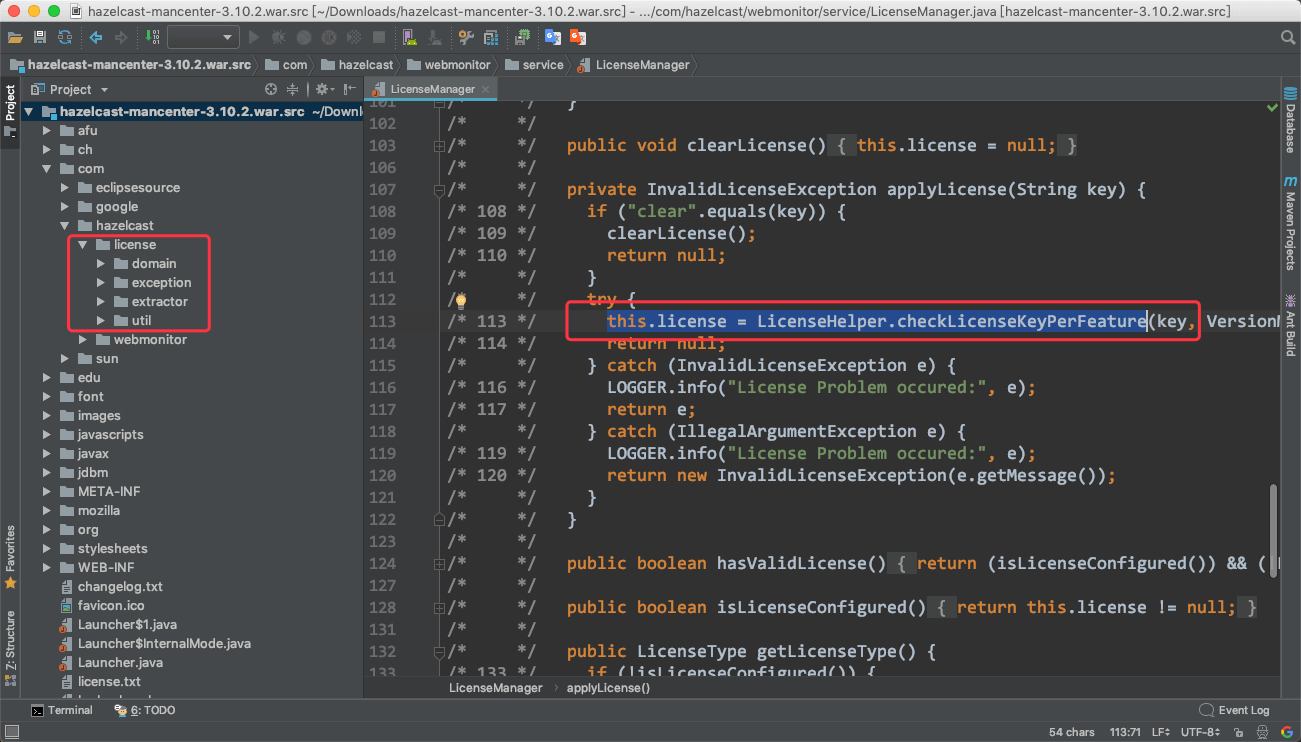 hazelcast-mancenter-3.10.2.war.src [~/Downloads/hazelcast-mancenter-3.10.2.war.src] - .../com/hazelcast/webmonitor/service/LicenseManager.java [hazelcast-mancenter-3.10.2.war.src]
hazelcast-mancenter-3.10.2.war.src com hazelcast webmonitor service LicenseManager
Project
LicenseManager
hazelcast-mancenter-3.10.2.war.src ~/Downl
afu
ch
com
eclipsesource
google
hazelcast
license
domain
exception
extractor
util
webmonitor
sun
edu
font
images
javascripts
javax
jdbm
META-INF
mozilla
org
stylesheets
WEB-INF
changelog.txt
favicon.ico
Launcher$1.java
Launcher$InternalMode.java
Launcher.java
license.txt
101 /* */ }
102 /* */
103 /* */ public void clearLicense() { this.license = null; }
106 /* */
107 /* */ private InvalidLicenseException applyLicense(String key) {
108 /* 108 */ if ("clear".equals(key)) {
109 /* 109 */ clearLicense();
110 /* 110 */ return null;
111 /* */ }
112 /* */ try {
113 /* 113 */ this.license = LicenseHelper.checkLicenseKeyPerFeature(key, VersionM
114 /* 114 */ return null;
115 /* */ } catch (InvalidLicenseException e) {
116 /* 116 */ LOGGER.info("License Problem occured:", e);
117 /* 117 */ return e;
118 /* */ } catch (IllegalArgumentException e) {
119 /* 119 */ LOGGER.info("License Problem occured:", e);
120 /* 120 */ return new InvalidLicenseException(e.getMessage());
121 /* */ }
122 /* */ }
123 /* */
124 /* */ public boolean hasValidLicense() { return (isLicenseConfigured()) && (
127 /* */
128 /* */ public boolean isLicenseConfigured() { return this.license != null; }
131 /* */
132 /* */ public LicenseType getLicenseType() {
133 /* 133 */ if (!isLicenseConfigured()) {
LicenseManager applyLicense()
Project
Favorites
Z: Structure
Database
m Maven Projects
Ant Build
Terminal 6: TODO Event Log
54 chars 113:71 LF UTF-8